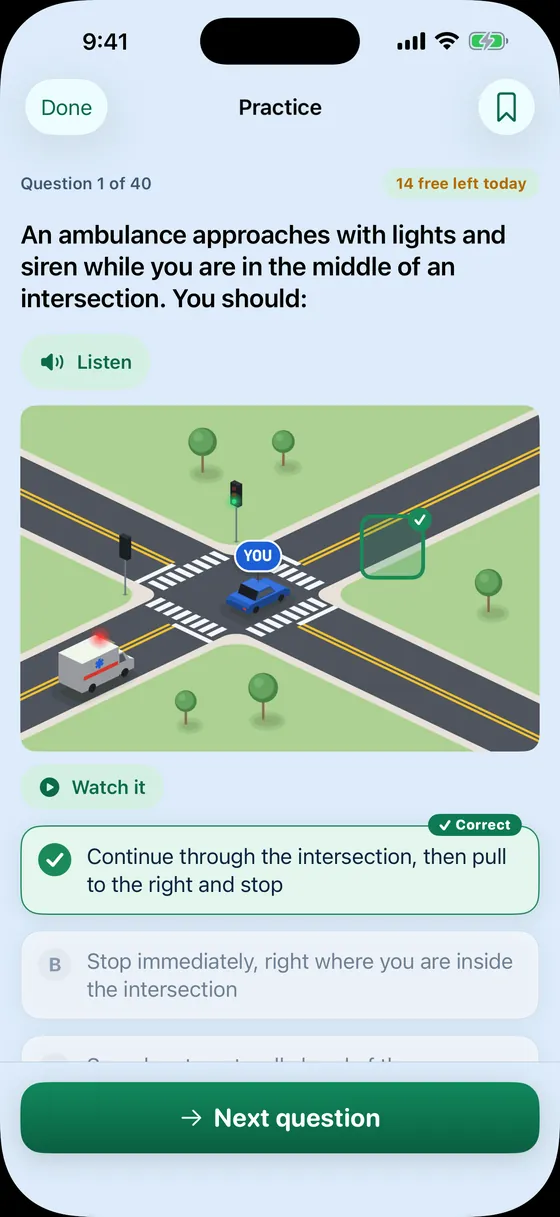 9:41
Done
Practice
Question 1 of 40
14 free left today
An ambulance approaches with lights and
siren while you are in the middle of an
intersection. You should:
Listen
YOU
Watch it
Correct
Continue through the intersection, then pull
to the right and stop
B
Stop immediately, right where you are inside
the intersection
Next question